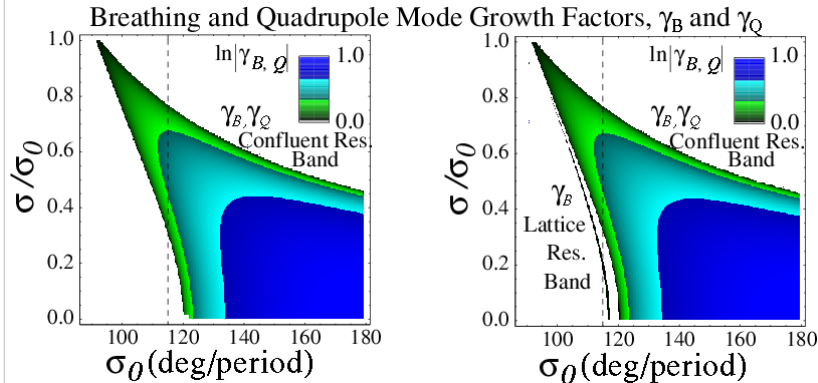 Breathing and Quadrupole Mode Growth Factors, γB and γQ
ln|γB, Q|
1.0
0.0
γB,γQ
Confluent Res.
Band
σ/σ0
1.0
0.8
0.6
0.4
0.2
0.0
100 120 140 160 180
σ0 (deg/period)
ln|γB, Q|
1.0
0.0
γB,γQ
Confluent Res.
Band
γB
Lattice
Res.
Band
σ/σ0
1.0
0.8
0.6
0.4
0.2
0.0
100 120 140 160 180
σ0 (deg/period)